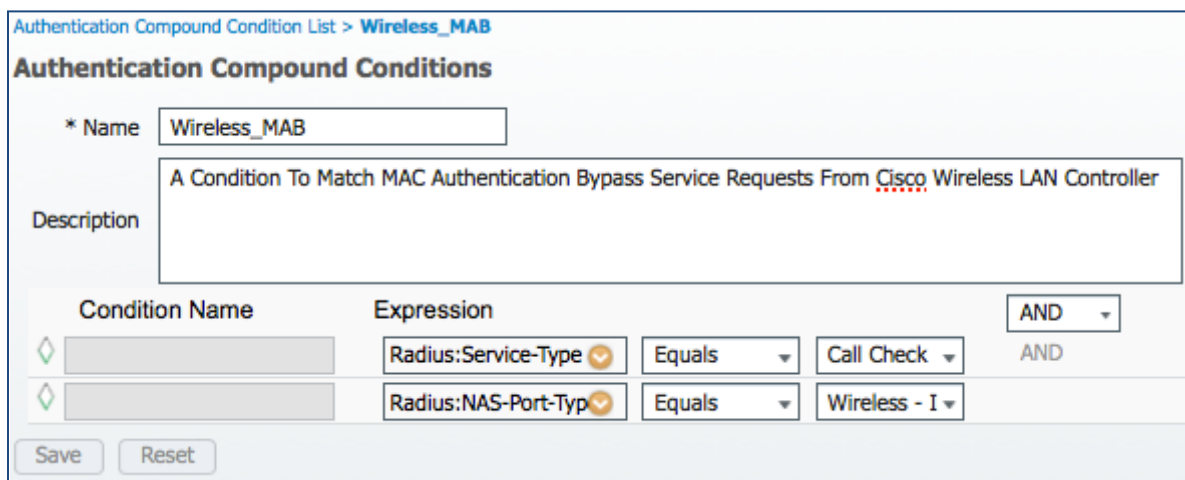 Authentication Compound Condition List > Wireless_MAB
Authentication Compound Conditions
* Name Wireless_MAB
Description A Condition To Match MAC Authentication Bypass Service Requests From Cisco Wireless LAN Controller
Condition Name Expression AND
Radius:Service-Type Equals Call Check AND
Radius:NAS-Port-Typ Equals Wireless - I
Save Reset